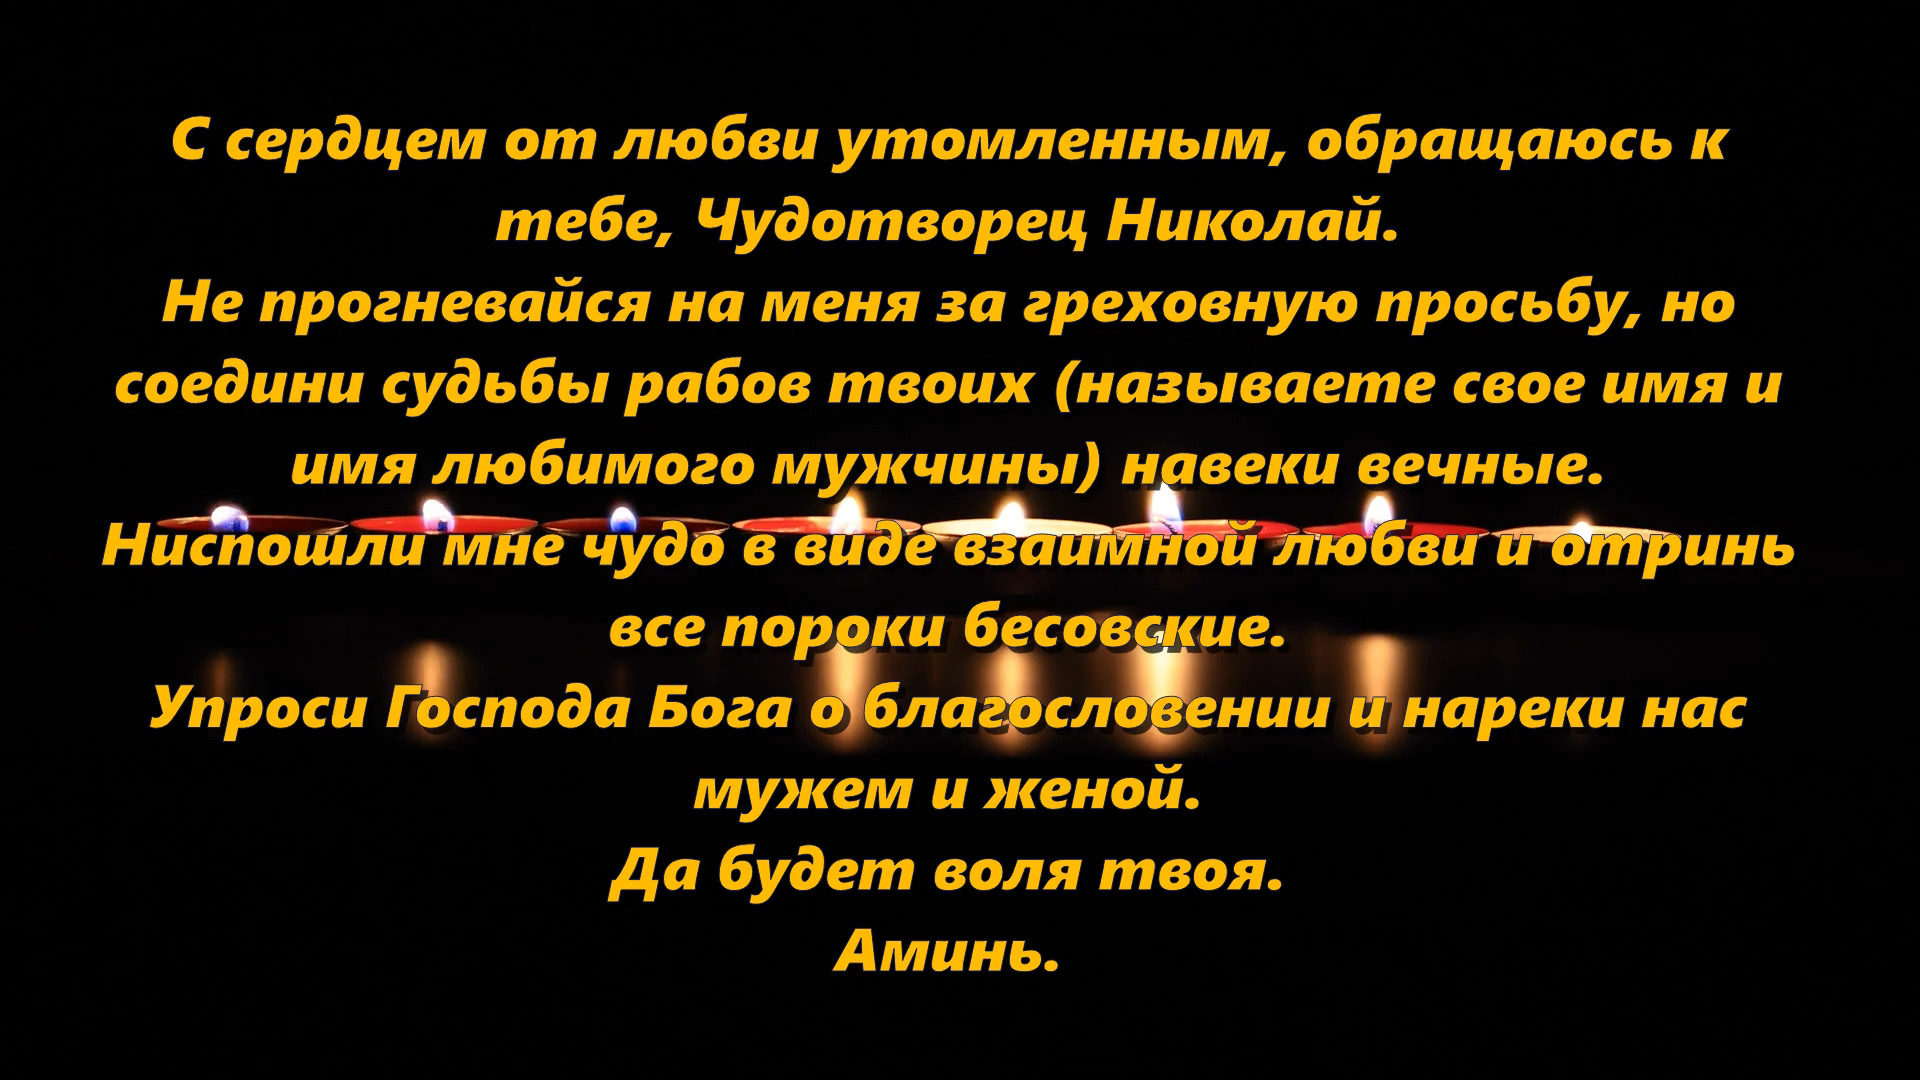 С сердцем от любви утомленным, обращаюсь к
тебе, Чудотворец Николай.
Не прогневайся на меня за греховную просьбу, но
соедини судьбы рабов твоих (называете свое имя и
имя любимого мужчины) навеки вечные.
Ниспошли мне чудо в виде взаимной любви и отринь
все пороки бесовские.
Упроси Господа Бога о благословении и нареки нас
мужем и женой.
Да будет воля твоя.
Аминь.